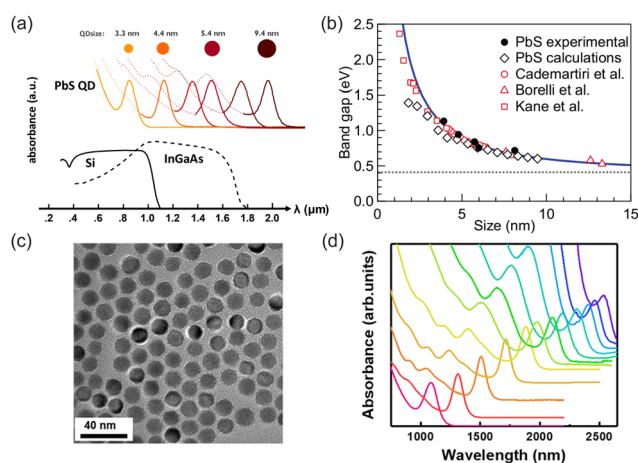 (a)
QDsize: 3.3 nm 4.4 nm 5.4 nm 9.4 nm
PbS QD
absorbance (a.u.)
Si
InGaAs
λ (μm)
.2 .4 .6 .8 1.0 1.2 1.4 1.6 1.8 2.0
(b)
2.5
2.0
1.5
1.0
0.5
0.0
Band gap (eV)
PbS experimental
PbS calculations
Cademartiri et al.
Borelli et al.
Kane et al.
0 5 10 15
Size (nm)
(c)
40 nm
(d)
Absorbance (arb.units)
1000 1500 2000 2500
Wavelength (nm)